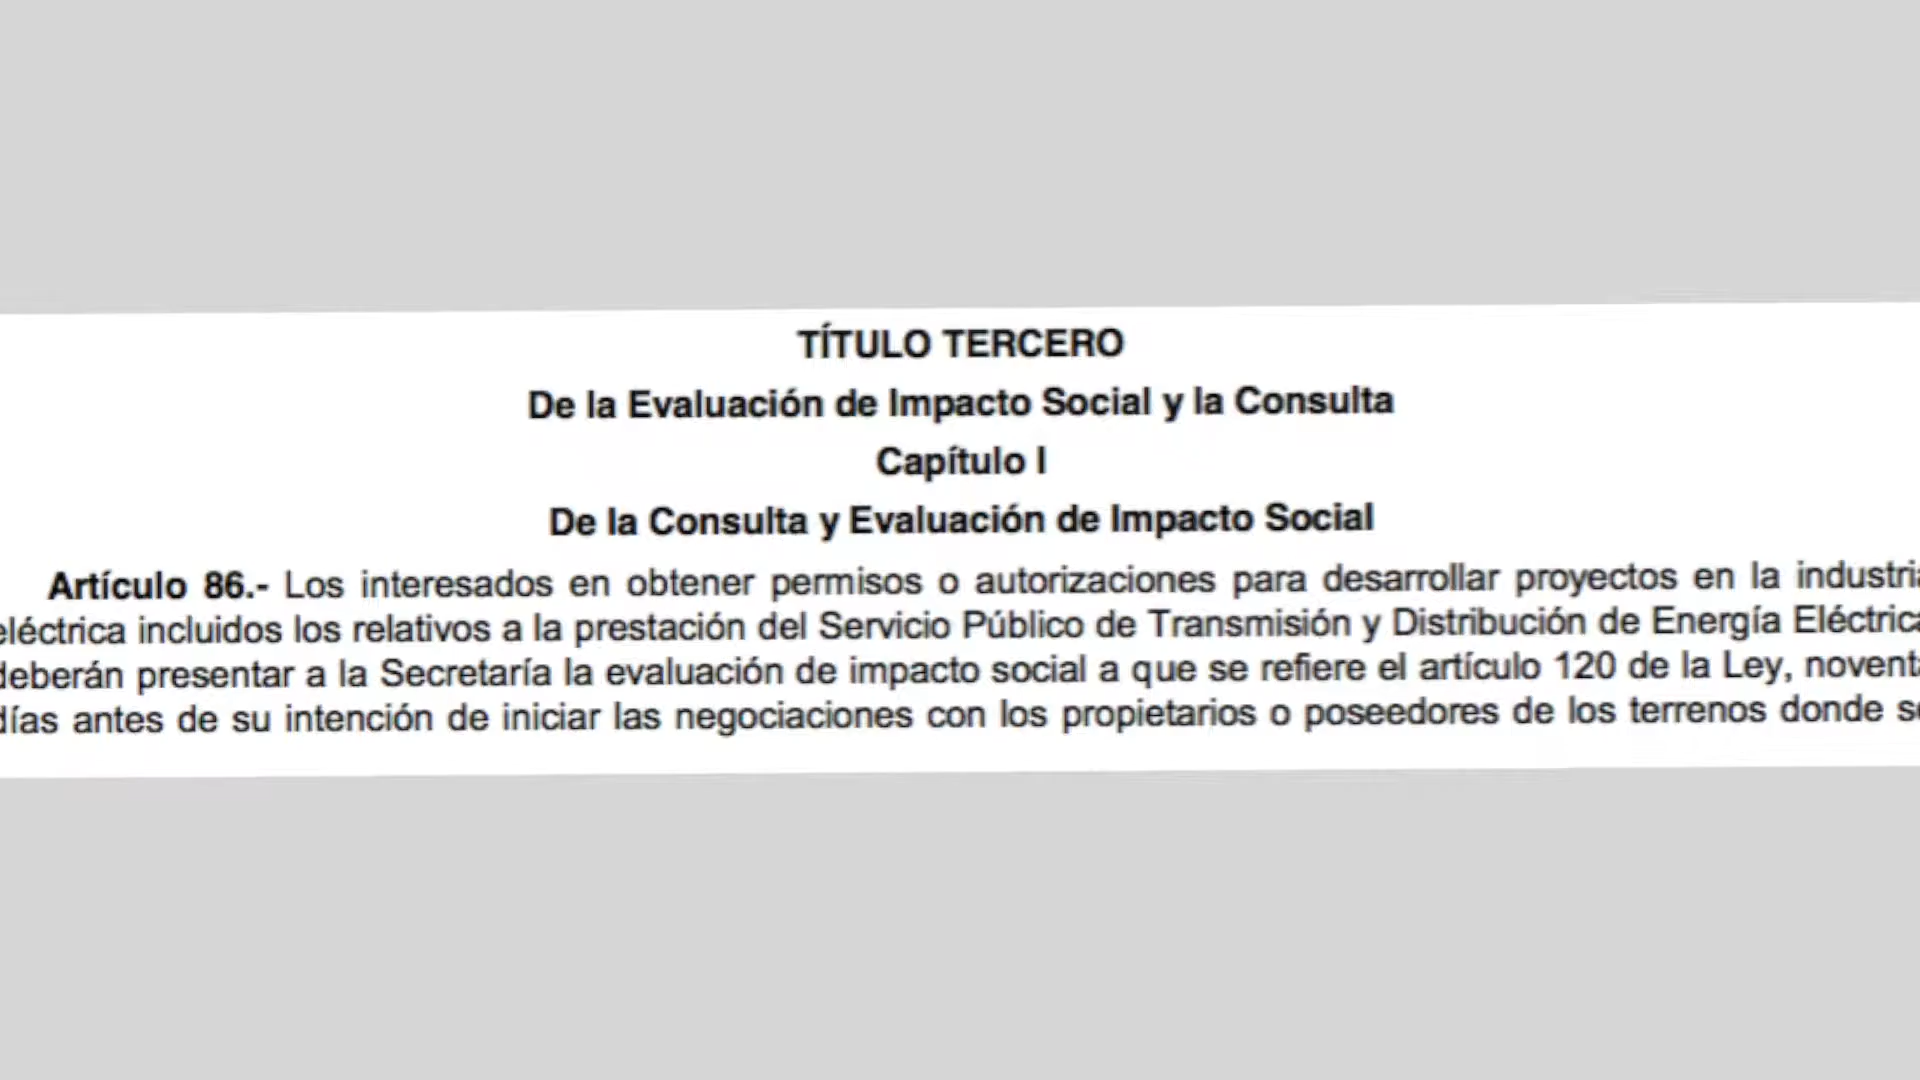 TÍTULO TERCERO
De la Evaluación de Impacto Social y la Consulta
Capítulo I
De la Consulta y Evaluación de Impacto Social
Artículo 86.- Los interesados en obtener permisos o autorizaciones para desarrollar proyectos en la industria
eléctrica incluidos los relativos a la prestación del Servicio Público de Transmisión y Distribución de Energía Eléctrica
deberán presentar a la Secretaría la evaluación de impacto social a que se refiere el artículo 120 de la Ley, noventa
días antes de su intención de iniciar las negociaciones con los propietarios o poseedores de los terrenos donde se